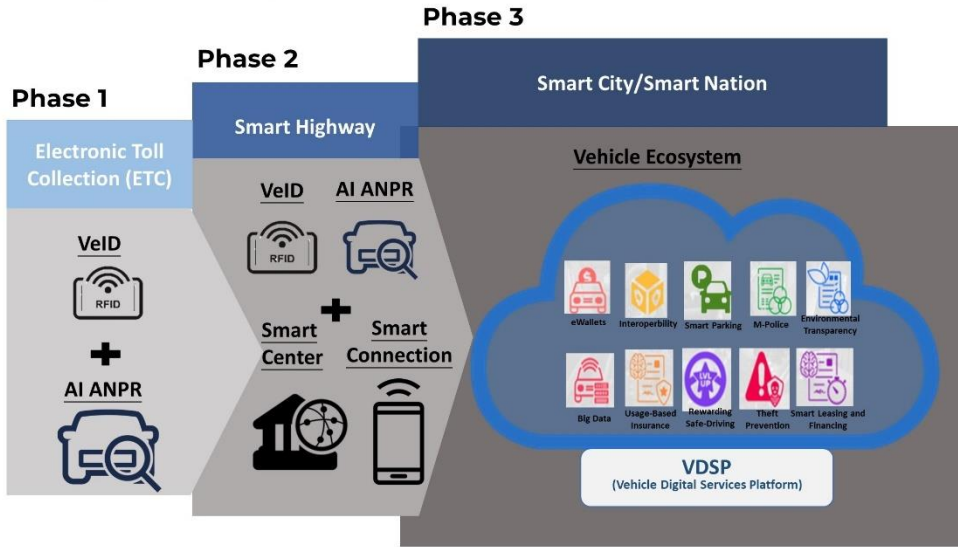 Phase 1
Electronic Toll
Collection (ETC)
VeID
RFID
AI ANPR
Phase 2
Smart Highway
VeID
AI ANPR
RFID
Smart
Center
Smart
Connection
Phase 3
Smart City/Smart Nation
Vehicle Ecosystem
eWallets
Interoperbility
P
Smart Parking
M-Police
Environmental
Transparency
Big Data
Usage-Based
Insurance
LVL
UP
Rewarding
Safe-Driving
Theft
Prevention
Smart Leasing and
Financing
VDSP
(Vehicle Digital Services Platform)